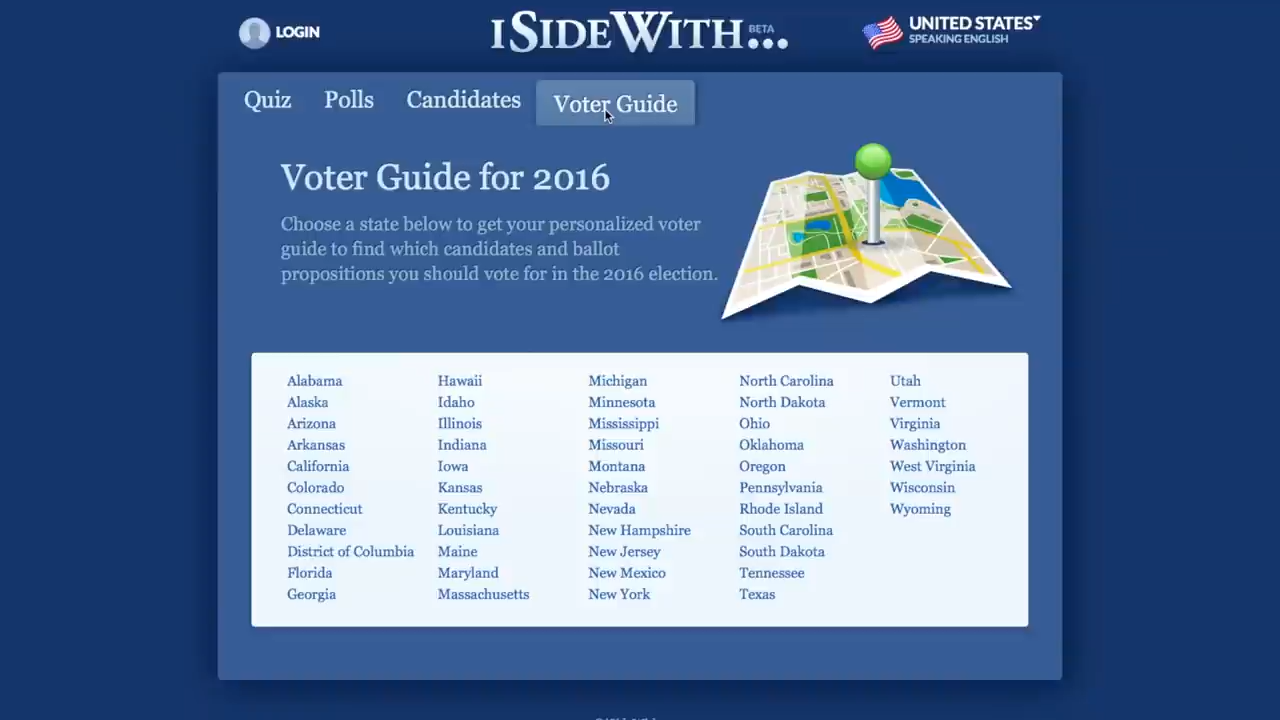 LOGIN
ISIDEWITH... BETA
UNITED STATES
SPEAKING ENGLISH
Quiz Polls Candidates Voter Guide
Voter Guide for 2016
Choose a state below to get your personalized voter
guide to find which candidates and ballot
propositions you should vote for in the 2016 election.
Alabama Hawaii Michigan North Carolina Utah
Alaska Idaho Minnesota North Dakota Vermont
Arizona Illinois Mississippi Ohio Virginia
Arkansas Indiana Missouri Oklahoma Washington
California Iowa Montana Oregon West Virginia
Colorado Kansas Nebraska Pennsylvania Wisconsin
Connecticut Kentucky Nevada Rhode Island Wyoming
Delaware Louisiana New Hampshire South Carolina
District of Columbia Maine New Jersey South Dakota
Florida Maryland New Mexico Tennessee
Georgia Massachusetts New York Texas